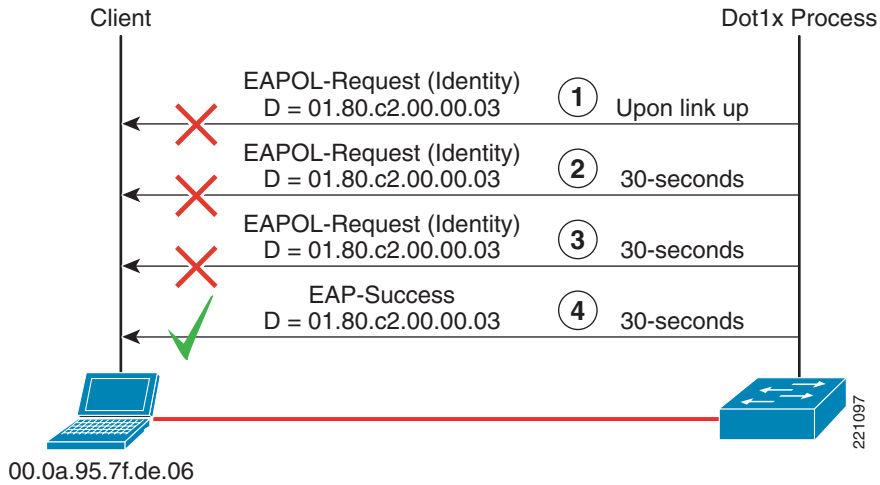 Client
Dot1x Process
EAPOL-Request (Identity)
D = 01.80.c2.00.00.03
1
Upon link up
EAPOL-Request (Identity)
D = 01.80.c2.00.00.03
2
30-seconds
EAPOL-Request (Identity)
D = 01.80.c2.00.00.03
3
30-seconds
EAP-Success
D = 01.80.c2.00.00.03
4
30-seconds
221097
00.0a.95.7f.de.06